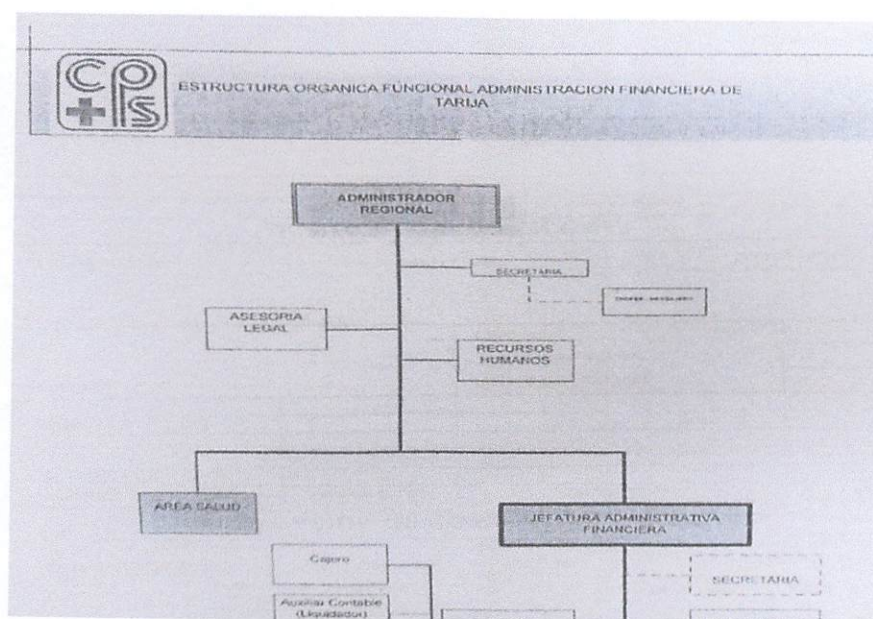 CPS
ESTRUCTURA ORGANICA FUNCIONAL ADMINISTRACION FINANCIERA DE
TARIJA
ADMINISTRADOR
REGIONAL
SECRETARIA
ASESORIA
LEGAL
RECURSOS
HUMANOS
AREA SALUD
JEFATURA ADMINISTRATIVA
FINANCIERA
Cajero
SECRETARIA
Auxiliar Contable
(Liquidador)